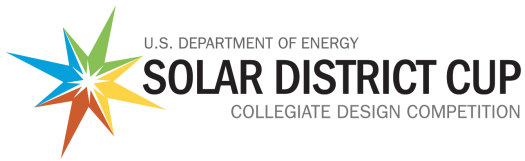 U.S. DEPARTMENT OF ENERGY
SOLAR DISTRICT CUP
COLLEGIATE DESIGN COMPETITION